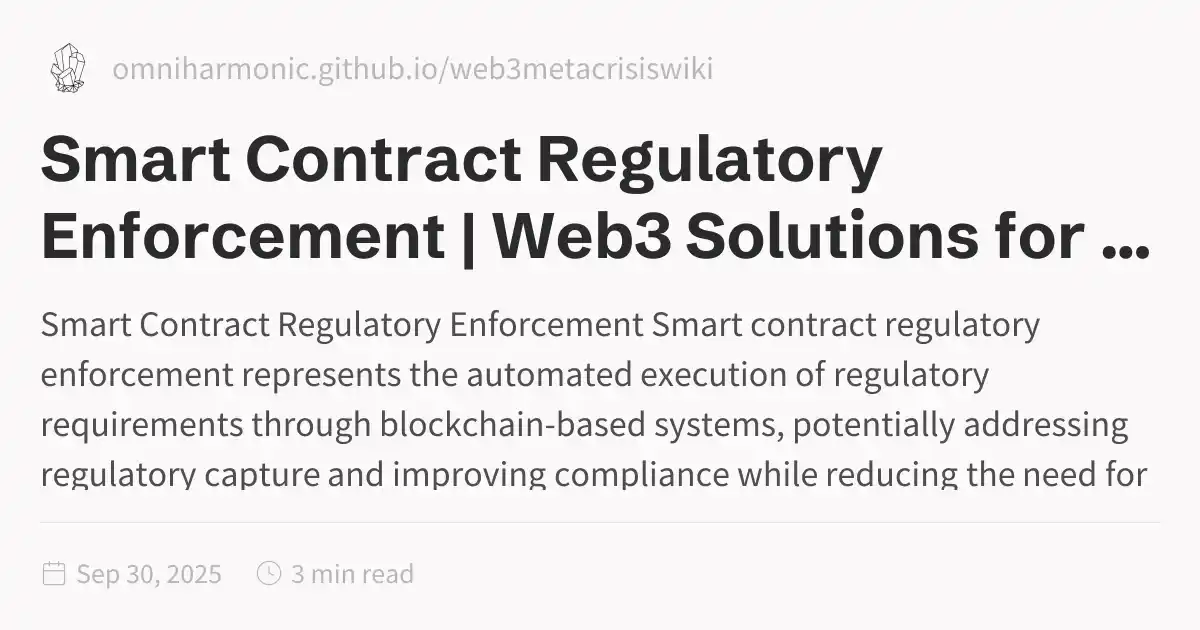 omniharmonic.github.io/web3metacrisiswiki
Smart Contract Regulatory
Enforcement | Web3 Solutions for ...
Smart Contract Regulatory Enforcement Smart contract regulatory
enforcement represents the automated execution of regulatory
requirements through blockchain-based systems, potentially addressing
regulatory capture and improving compliance while reducing the need for
Sep 30, 2025
3 min read